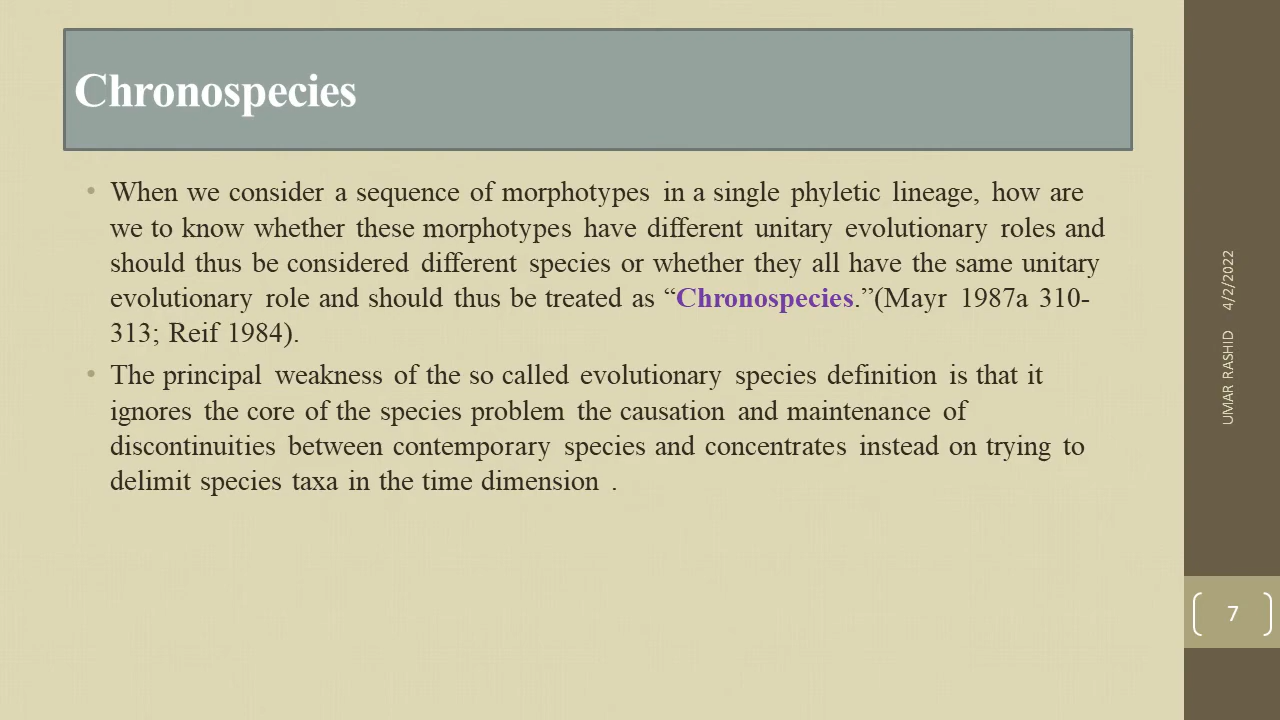 Chronospecies
• When we consider a sequence of morphotypes in a single phyletic lineage, how are
we to know whether these morphotypes have different unitary evolutionary roles and
should thus be considered different species or whether they all have the same unitary
evolutionary role and should thus be treated as “Chronospecies.”(Mayr 1987a 310-
313; Reif 1984).
• The principal weakness of the so called evolutionary species definition is that it
ignores the core of the species problem the causation and maintenance of
discontinuities between contemporary species and concentrates instead on trying to
delimit species taxa in the time dimension .
UMAR RASHID 4/2/2022
7